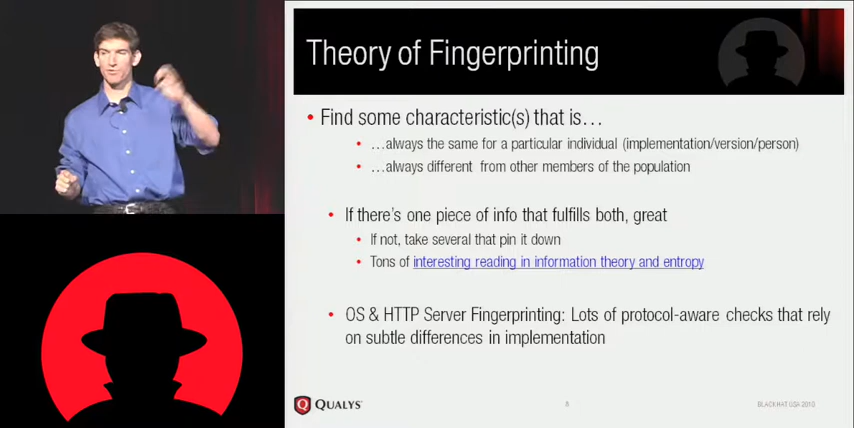 Theory of Fingerprinting
• Find some characteristic(s) that is…
• …always the same for a particular individual (implementation/version/person)
• …always different from other members of the population
• If there's one piece of info that fulfills both, great
• If not, take several that pin it down
• Tons of interesting reading in information theory and entropy
• OS & HTTP Server Fingerprinting: Lots of protocol-aware checks that rely
on subtle differences in implementation
QUALYS
8
BLACKHAT USA 2010